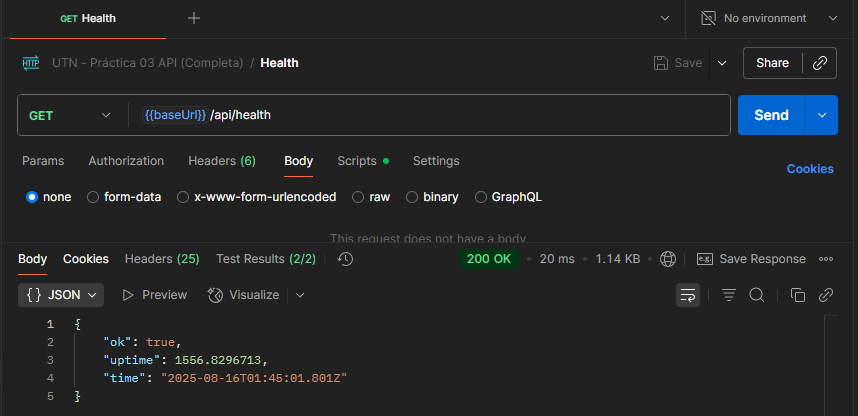 GET Health
No environment
HTTP UTN - Práctica 03 API (Completa) / Health Save Share
GET {{baseUrl}} /api/health Send
Params Authorization Headers (6) Body Scripts Settings Cookies
none form-data x-www-form-urlencoded raw binary GraphQL
This request does not have a body
Body Cookies Headers (25) Test Results (2/2) 200 OK 20 ms 1.14 KB e.g. Save Response
{} JSON Preview Visualize
1 {
2 "ok": true,
3 "uptime": 1556.8296713,
4 "time": "2025-08-16T01:45:01.801Z"
5 }